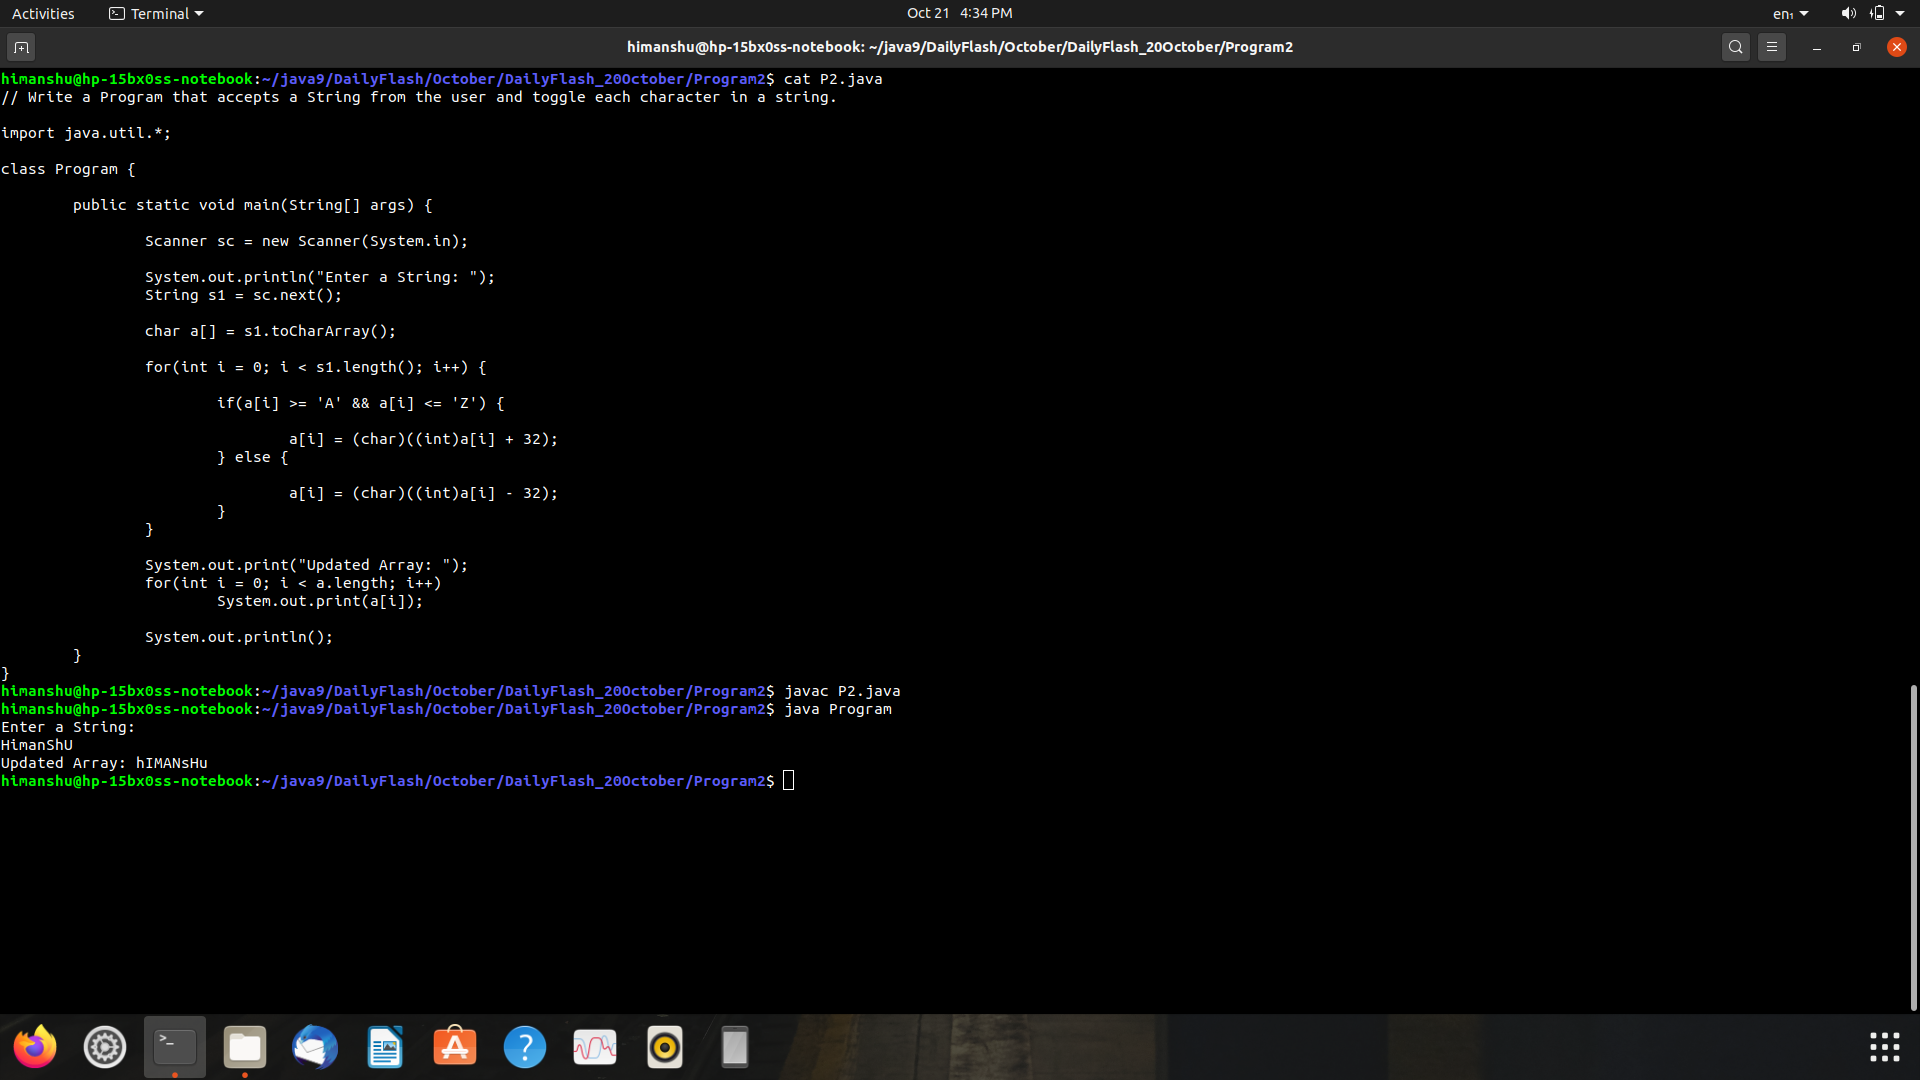 Activities Terminal Oct 21 4:34 PM en₁
himanshu@hp-15bx0ss-notebook: ~/java9/DailyFlash/October/DailyFlash_20October/Program2
himanshu@hp-15bx0ss-notebook:~/java9/DailyFlash/October/DailyFlash_20October/Program2$ cat P2.java
// Write a Program that accepts a String from the user and toggle each character in a string.
import java.util.*;
class Program {
public static void main(String[] args) {
Scanner sc = new Scanner(System.in);
System.out.println("Enter a String: ");
String s1 = sc.next();
char a[] = s1.toCharArray();
for(int i = 0; i < s1.length(); i++) {
if(a[i] >= 'A' && a[i] <= 'Z') {
a[i] = (char)((int)a[i] + 32);
} else {
a[i] = (char)((int)a[i] - 32);
}
}
System.out.print("Updated Array: ");
for(int i = 0; i < a.length; i++)
System.out.print(a[i]);
System.out.println();
}
}
himanshu@hp-15bx0ss-notebook:~/java9/DailyFlash/October/DailyFlash_20October/Program2$ javac P2.java
himanshu@hp-15bx0ss-notebook:~/java9/DailyFlash/October/DailyFlash_20October/Program2$ java Program
Enter a String:
HimanShU
Updated Array: hIMANsHu
himanshu@hp-15bx0ss-notebook:~/java9/DailyFlash/October/DailyFlash_20October/Program2$